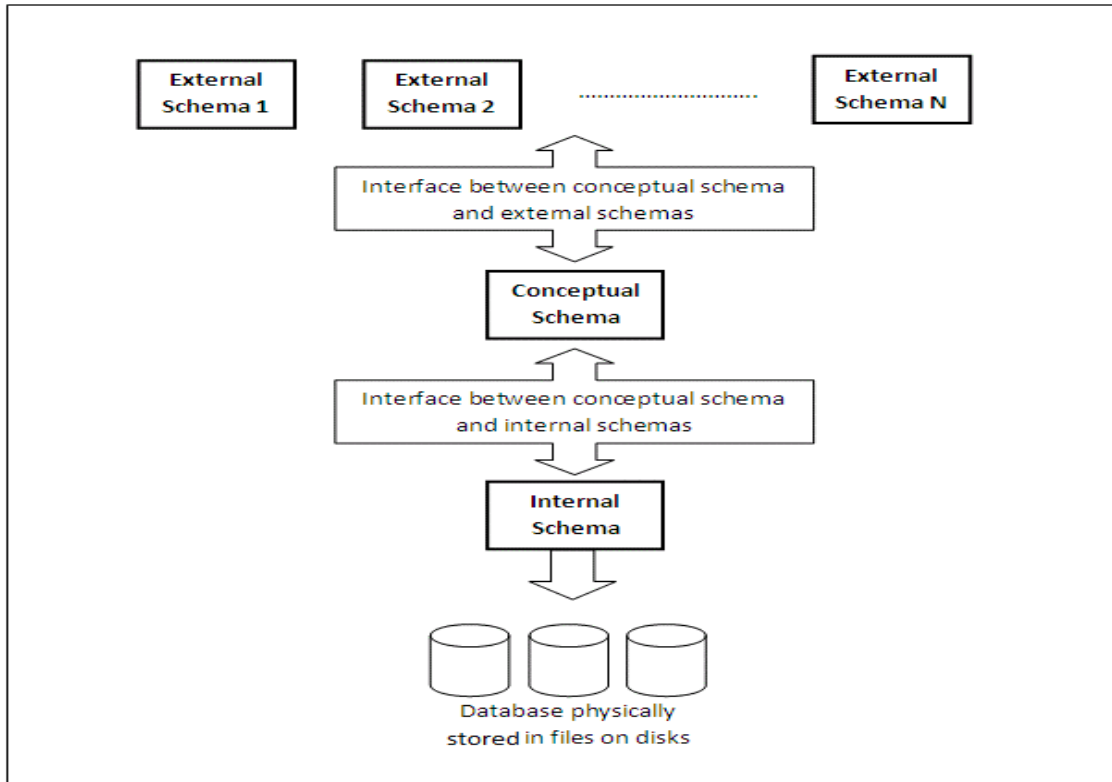 External
Schema 1
External
Schema 2
............................
External
Schema N
Interface between conceptual schema
and external schemas
Conceptual
Schema
Interface between conceptual schema
and internal schemas
Internal
Schema
Database physically
stored in files on disks